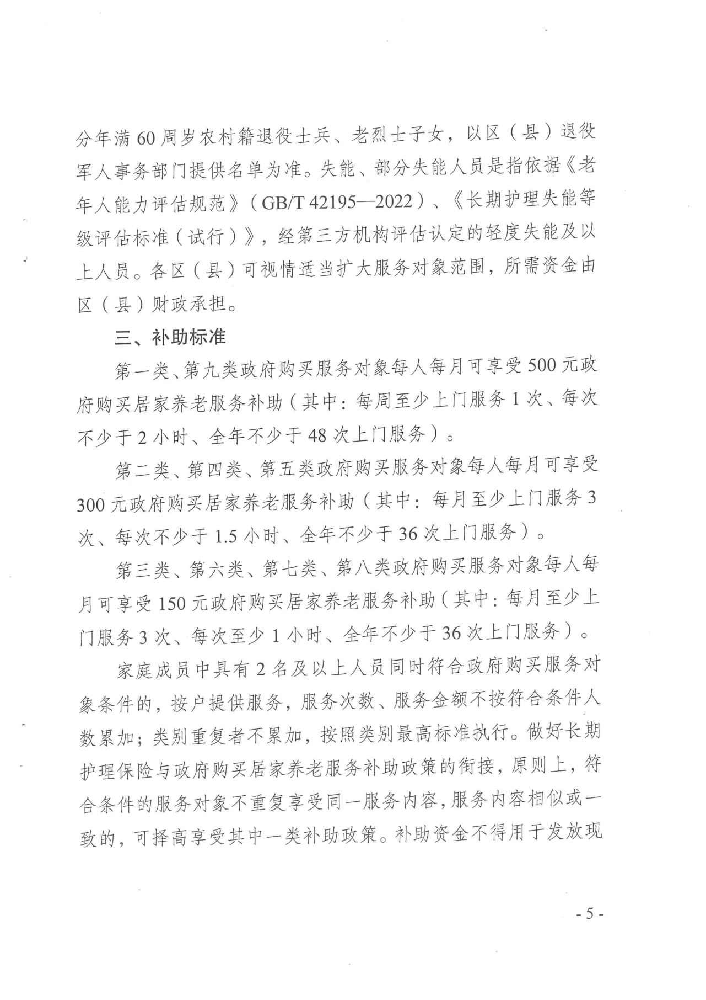 分年满 60 周岁农村籍退役士兵、老烈士子女，以区（县）退役
军人事务部门提供名单为准。失能、部分失能人员是指依据《老
年人能力评估规范》（GB/T 42195—2022）、《长期护理失能等
级评估标准（试行）》，经第三方机构评估认定的轻度失能及以
上人员。各区（县）可视情适当扩大服务对象范围，所需资金由
区（县）财政承担。
三、补助标准
第一类、第九类政府购买服务对象每人每月可享受 500 元政
府购买居家养老服务补助（其中：每周至少上门服务 1 次、每次
不少于 2 小时、全年不少于 48 次上门服务）。
第二类、第四类、第五类政府购买服务对象每人每月可享受
300 元政府购买居家养老服务补助（其中：每月至少上门服务 3
次、每次不少于 1.5 小时、全年不少于 36 次上门服务）。
第三类、第六类、第七类、第八类政府购买服务对象每人每
月可享受 150 元政府购买居家养老服务补助（其中：每月至少上
门服务 3 次、每次至少 1 小时、全年不少于 36 次上门服务）。
家庭成员中具有 2 名及以上人员同时符合政府购买服务对
象条件的，按户提供服务，服务次数、服务金额不按符合条件人
数累加；类别重复者不累加，按照类别最高标准执行。做好长期
护理保险与政府购买居家养老服务补助政策的衔接，原则上，符
合条件的服务对象不重复享受同一服务内容，服务内容相似或一
致的，可择高享受其中一类补助政策。补助资金不得用于发放现
- 5 -